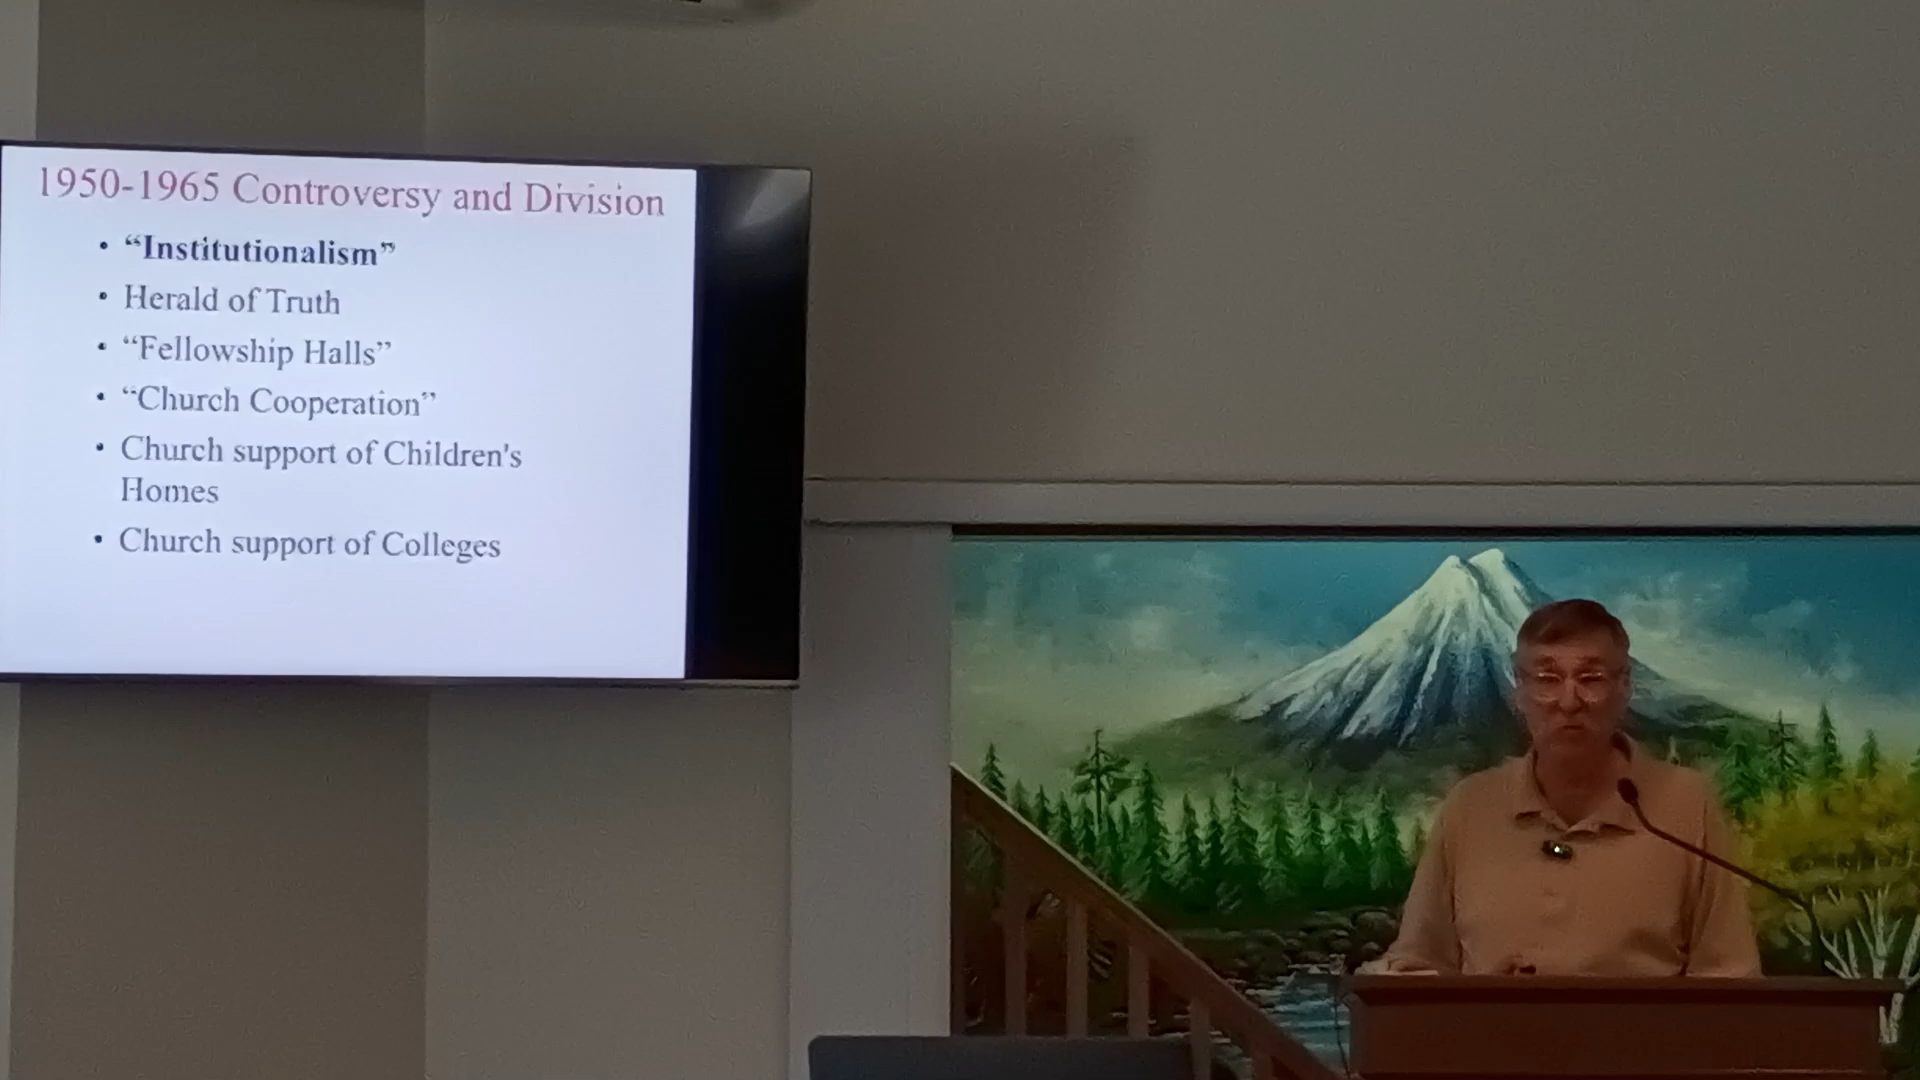 1950-1965 Controversy and Division
• “Institutionalism”
• Herald of Truth
• “Fellowship Halls”
• “Church Cooperation”
• Church support of Children's
Homes
• Church support of Colleges